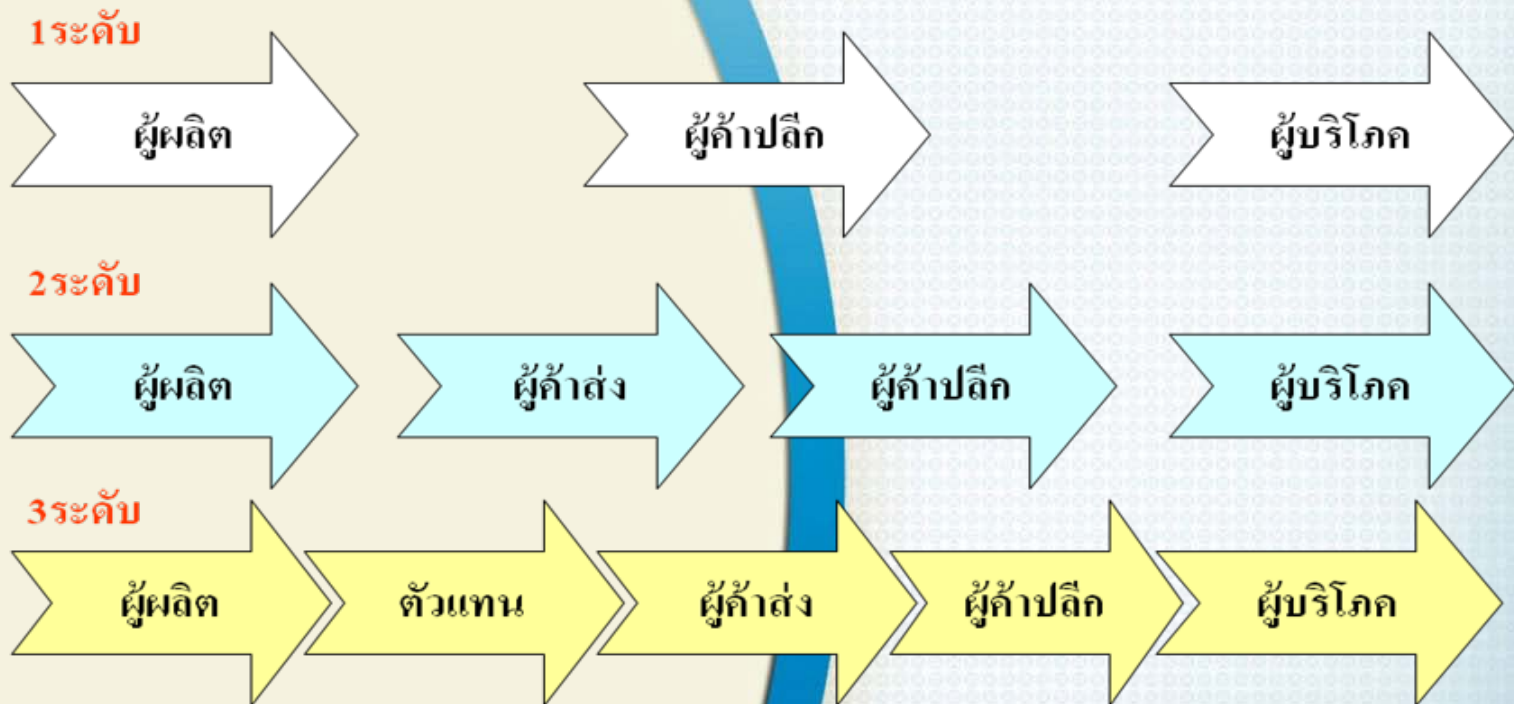 1ระดับ
ผู้ผลิต ผู้ค้าปลีก ผู้บริโภค
2ระดับ
ผู้ผลิต ผู้ค้าส่ง ผู้ค้าปลีก ผู้บริโภค
3ระดับ
ผู้ผลิต ตัวแทน ผู้ค้าส่ง ผู้ค้าปลีก ผู้บริโภค